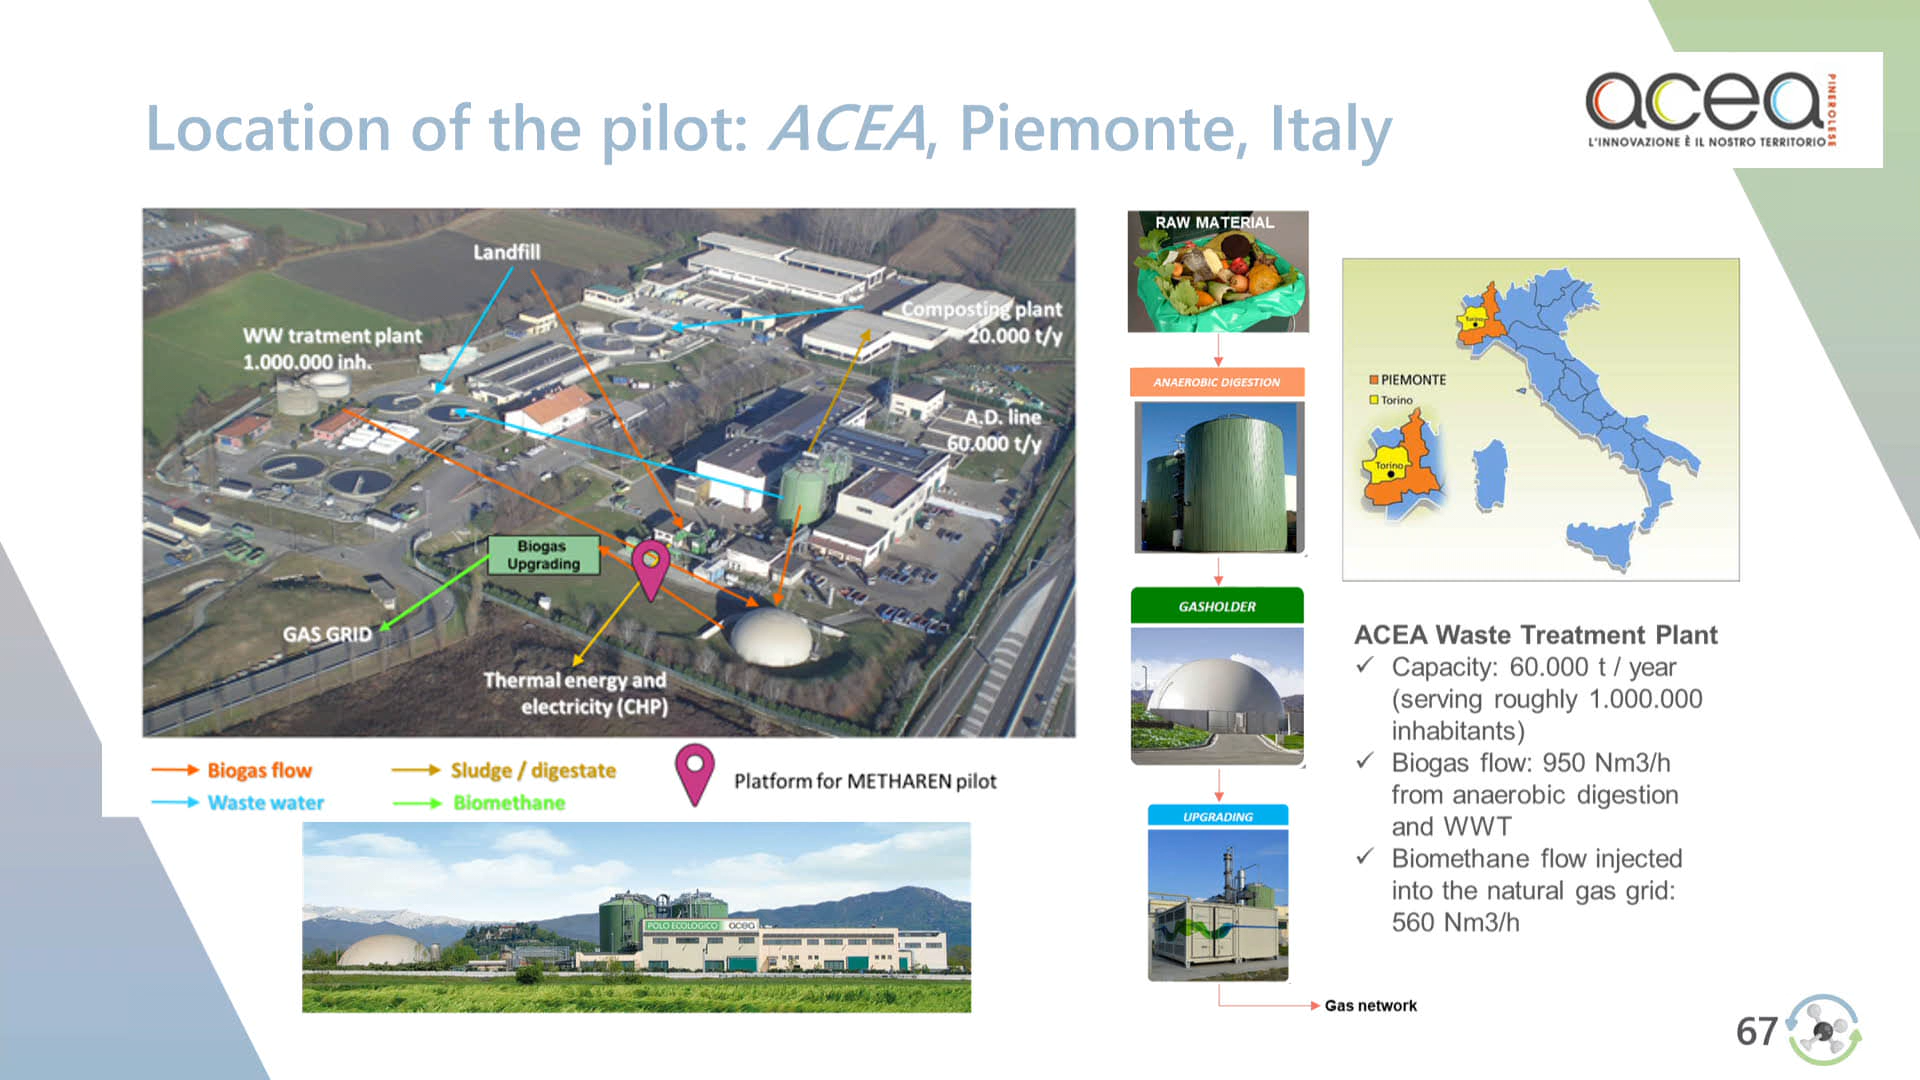 Location of the pilot: ACEA, Piemonte, Italy
acea
PINEROLESE
L'INNOVAZIONE È IL NOSTRO TERRITORIO
Landfill
WW tratment plant
1.000.000 inh.
Composting plant
20.000 t/y
A.D. line
60.000 t/y
Biogas
Upgrading
GAS GRID
Thermal energy and
electricity (CHP)
Biogas flow
Sludge / digestate
Waste water
Biomethane
Platform for METHAREN pilot
POLO ECOLOGICO acea
RAW MATERIAL
ANAEROBIC DIGESTION
GASHOLDER
UPGRADING
Gas network
Torino
PIEMONTE
Torino
Torino
ACEA Waste Treatment Plant
✓ Capacity: 60.000 t / year
(serving roughly 1.000.000
inhabitants)
✓ Biogas flow: 950 Nm3/h
from anaerobic digestion
and WWT
✓ Biomethane flow injected
into the natural gas grid:
560 Nm3/h
67